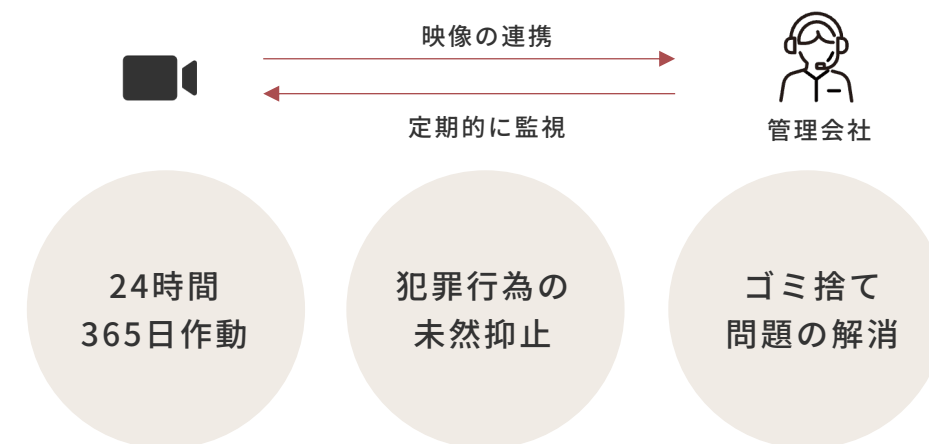 映像の連携
定期的に監視
管理会社
24時間
365日作動
犯罪行為の
未然抑止
ゴミ捨て
問題の解消